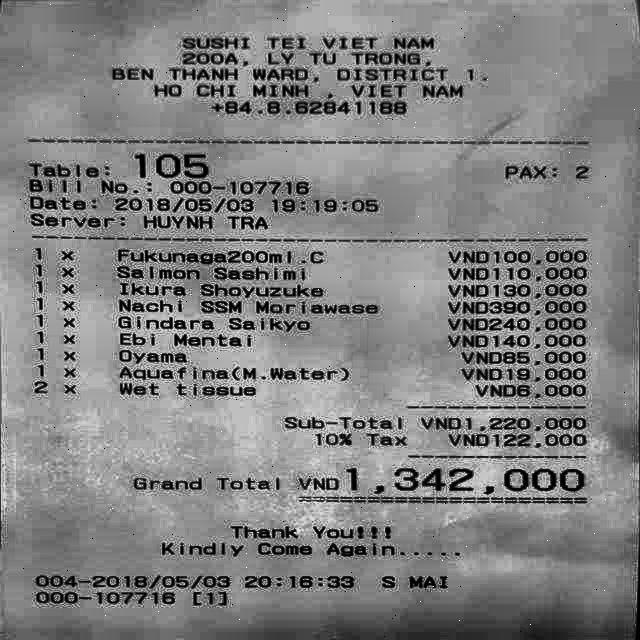 SUSHI TEI VIET NAM
200A, LY TU TRONG,
BEN THANH WARD, DISTRICT 1.
HO CHI MINH , VIET NAM
+84.8.62841188
Table: 105 PAX: 2
Bill No.: 000-107716
Date: 2018/05/03 19:19:05
Server: HUYNH TRA
1 x Fukunaga200ml.C VND100,000
1 x Salmon Sashimi VND110,000
1 x Ikura Shoyuzuke VND130,000
1 x Nachi SSM Moriawase VND390,000
1 x Gindara Saikyo VND240,000
1 x Ebi Mentai VND140,000
1 x Oyama VND85,000
1 x Aquafina(M.Water) VND19,000
2 x Wet tissue VND6,000
Sub-Total VND1,220,000
10% Tax VND122,000
Grand Total VND1,342,000
Thank You!!!
Kindly Come Again.....
004-2018/05/03 20:16:33 S MAI
000-107716 [1]